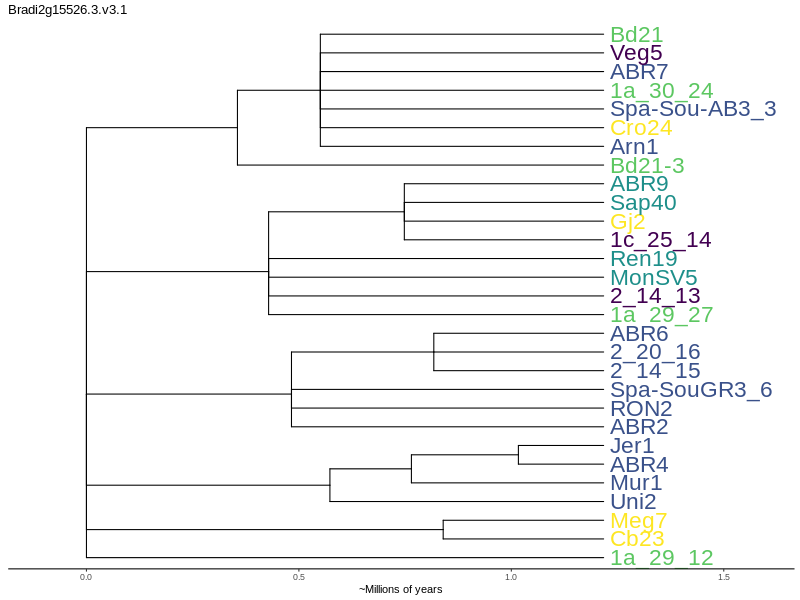 Bradi2g15526.3.v3.1
Bd21
Veg5
ABR7
1a_30_24
Spa-Sou-AB3_3
Cro24
Arn1
Bd21-3
ABR9
Sap40
Gj2
1c_25_14
Ren19
MonSV5
2_14_13
1a_29_27
ABR6
2_20_16
2_14_15
Spa-SouGR3_6
RON2
ABR2
Jer1
ABR4
Mur1
Uni2
Meg7
Cb23
1a_29_12
0.0 0.5 1.0 1.5
~Millions of years